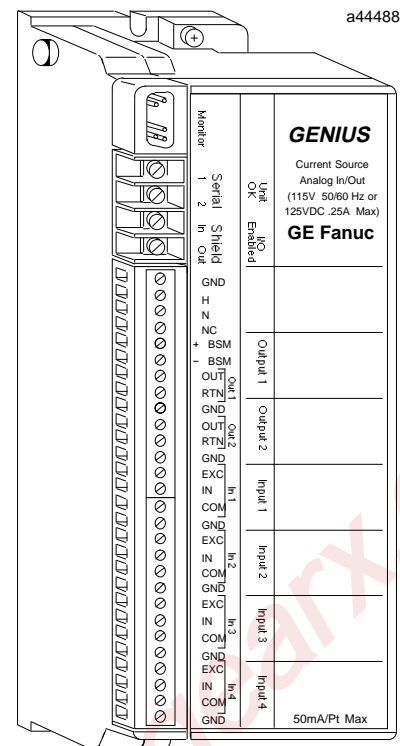 a44488
Monitor
GENIUS
Current Source
Analog In/Out
(115V 50/60 Hz or
125VDC .25A Max)
GE Fanuc
Serial Shield
1 2 In Out
Unit
OK
I/O
Enabled
GND
H
N
NC
+ BSM
– BSM
OUT
RTN
Out 1
GND
OUT
RTN
Out 2
GND
EXC
IN
COM
In 1
GND
EXC
IN
COM
In 2
GND
EXC
IN
COM
In 3
GND
EXC
IN
COM
In 4
GND
Output 1
Output 2
Input 1
Input 2
Input 3
Input 4
50mA/Pt Max